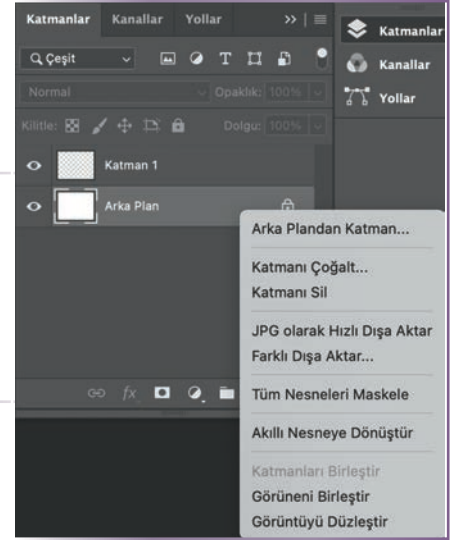 Katmanlar Kanallar Yollar
Çeşit
Normal Opaklık: 100%
Kilitle: Dolgu: 100%
Katman 1
Arka Plan
Katmanlar
Kanallar
Yollar
Arka Plandan Katman...
Katmanı Çoğalt...
Katmanı Sil
JPG olarak Hızlı Dışa Aktar
Farklı Dışa Aktar...
Tüm Nesneleri Maskele
Akıllı Nesneye Dönüştür
Katmanları Birleştir
Görüneni Birleştir
Görüntüyü Düzleştir
fx